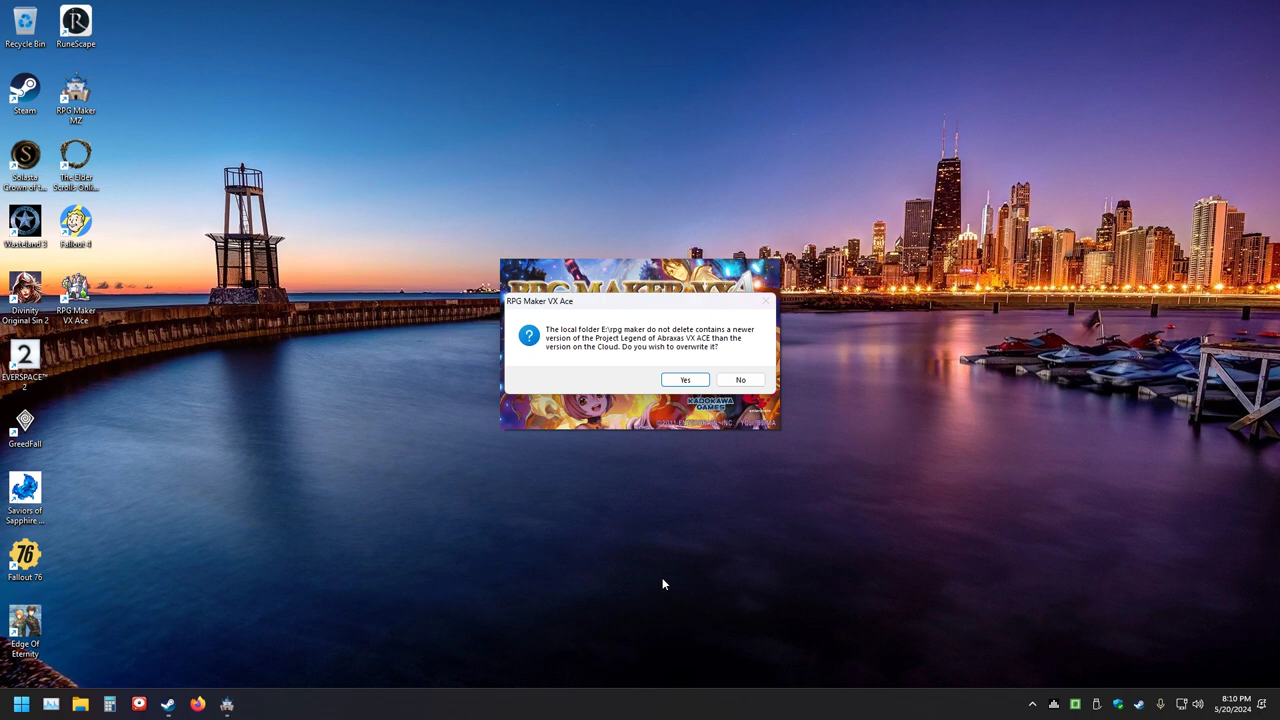 Recycle Bin
RuneScape
Steam
RPG Maker
MZ
Solasta
Crown of t...
The Elder
Scrolls Onli...
Wasteland 3
Fallout 4
Divinity
Original Sin 2
RPG Maker
VX Ace
EVERSPACE™
2
GreedFall
Saviors of
Sapphire ...
Fallout 76
Edge Of
Eternity
RPG Maker VX Ace
The local folder E:\rpg maker do not delete contains a newer
version of the Project Legend of Abraxas VX ACE than the
version on the Cloud. Do you wish to overwrite it?
Yes
No
KADOKAWA
GAMES
8:10 PM
5/20/2024